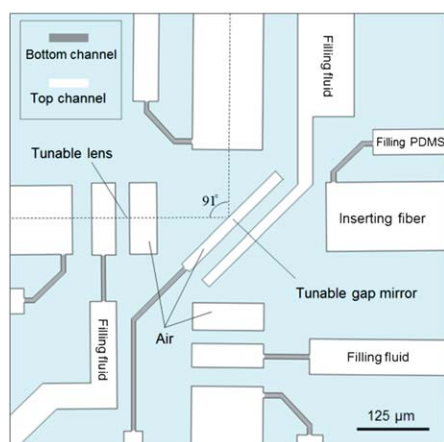 Bottom channel
Top channel
Filling fluid
Tunable lens
Filling PDMS
91°
Inserting fiber
Tunable gap mirror
Air
Filling fluid
Filling fluid
125 µm